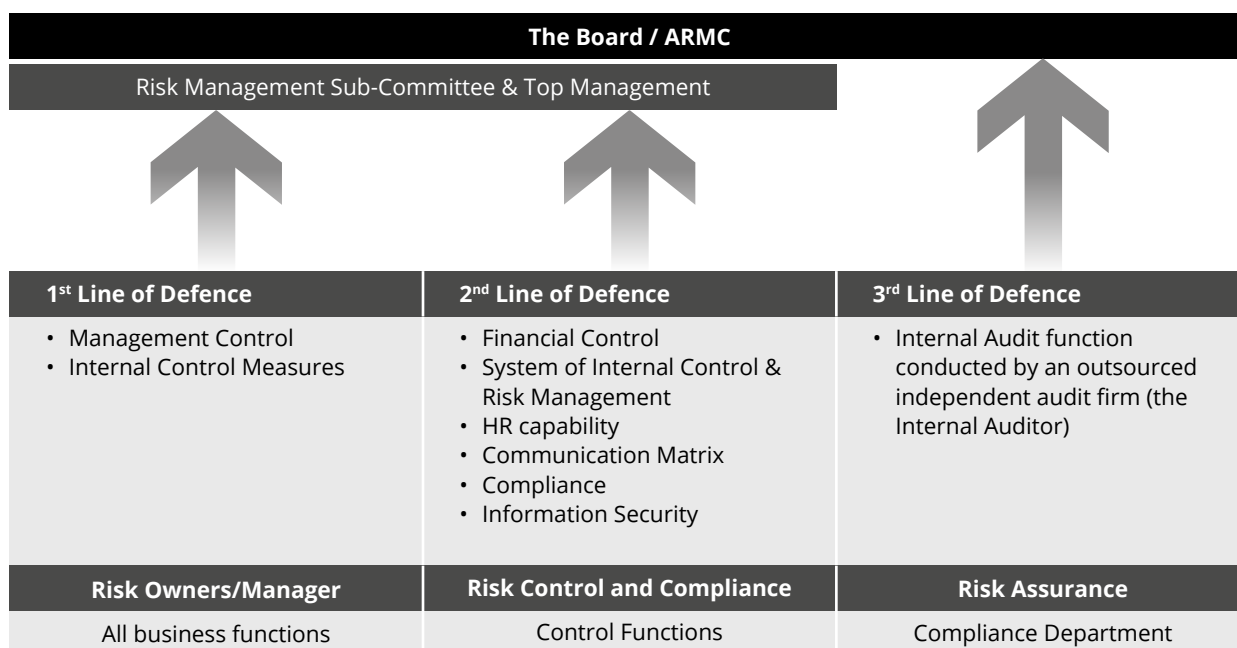 The Board / ARMC
Risk Management Sub-Committee & Top Management
1st Line of Defence
• Management Control
• Internal Control Measures
2nd Line of Defence
• Financial Control
• System of Internal Control &
Risk Management
• HR capability
• Communication Matrix
• Compliance
• Information Security
3rd Line of Defence
• Internal Audit function
conducted by an outsourced
independent audit firm (the
Internal Auditor)
Risk Owners/Manager
All business functions
Risk Control and Compliance
Control Functions
Risk Assurance
Compliance Department